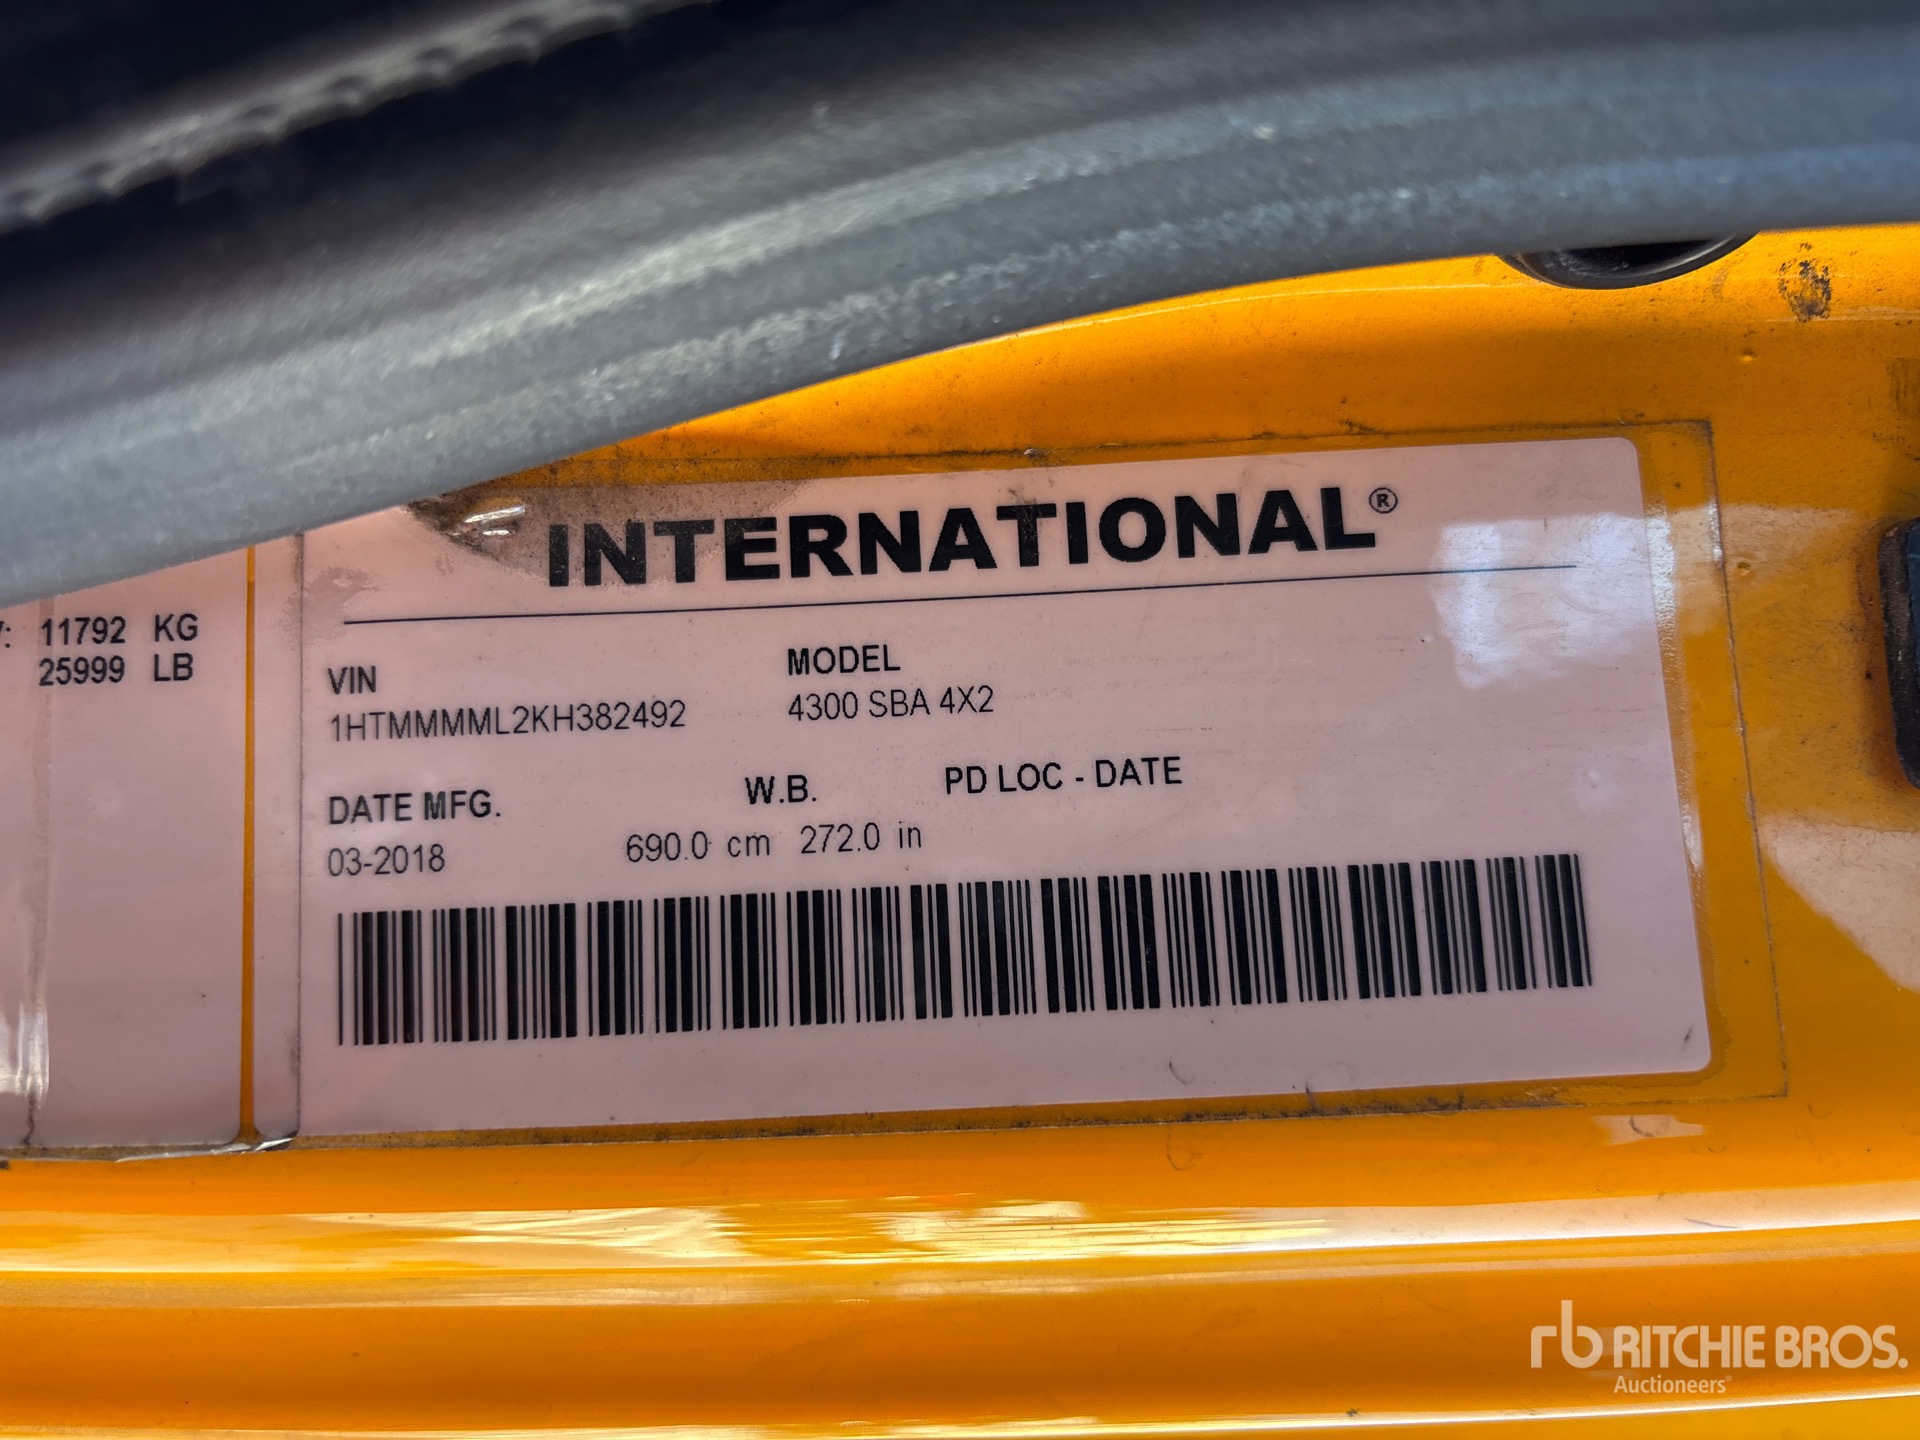 INTERNATIONAL®
: 11792 KG
25999 LB
VIN
MODEL
1HTMMMML2KH382492
4300 SBA 4X2
DATE MFG.
W.B.
PD LOC - DATE
03-2018
690.0 cm 272.0 in
rb RITCHIE BROS.
Auctioneers